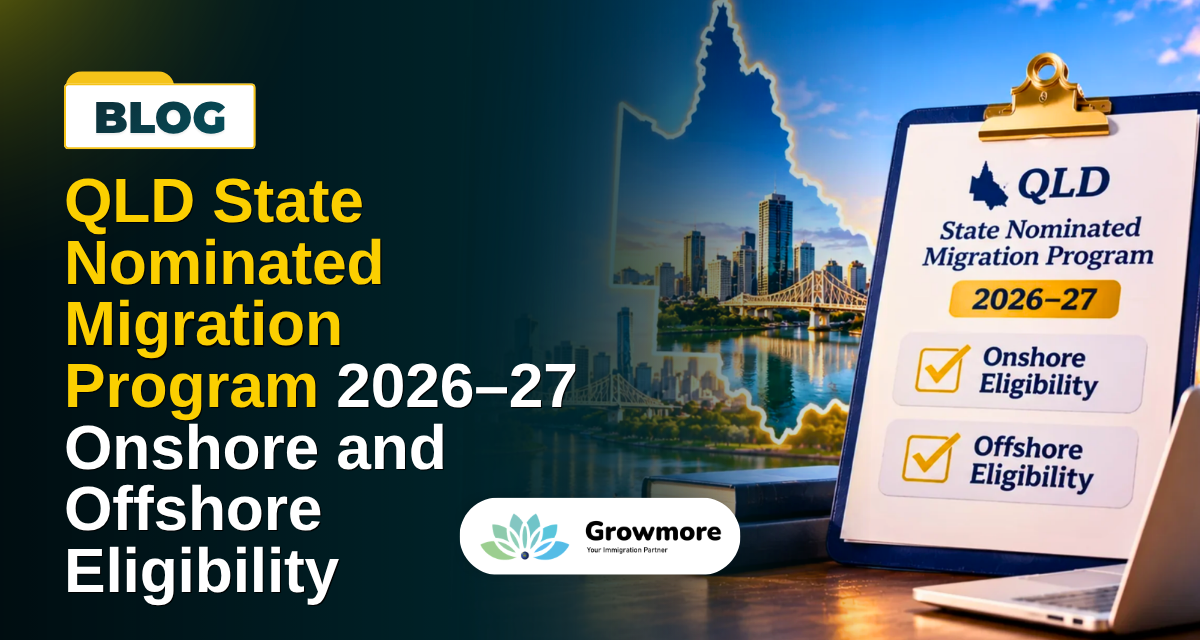 BLOG
QLD State
Nominated
Migration
Program 2026–27
Onshore and
Offshore
Eligibility
Growmore
Your Immigration Partner
QLD
State Nominated
Migration Program
2026–27
Onshore
Eligibility
Offshore
Eligibility